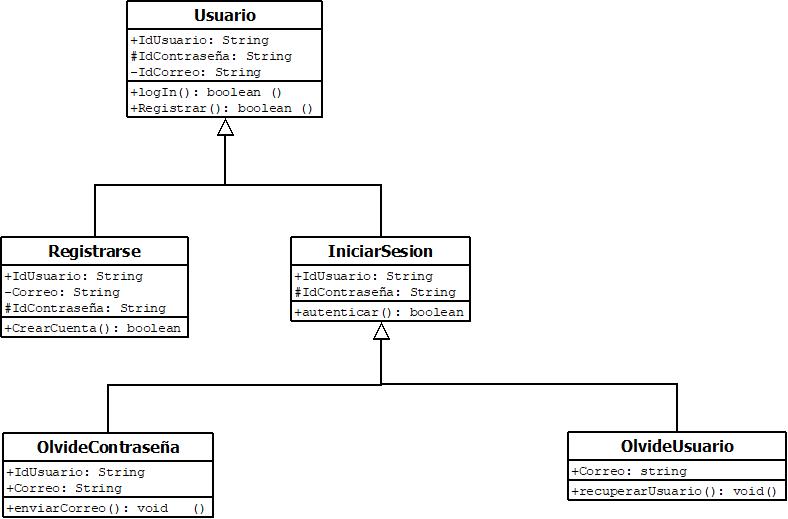 Usuario
+IdUsuario: String
#IdContraseña: String
-IdCorreo: String
+logIn(): boolean ()
+Registrar(): boolean ()
Registrarse
+IdUsuario: String
-Correo: String
#IdContraseña: String
+CrearCuenta(): boolean
IniciarSesion
+IdUsuario: String
#IdContraseña: String
+autenticar(): boolean
OlvideContraseña
+IdUsuario: String
+Correo: String
+enviarCorreo(): void ()
OlvideUsuario
+Correo: string
+recuperarUsuario(): void()